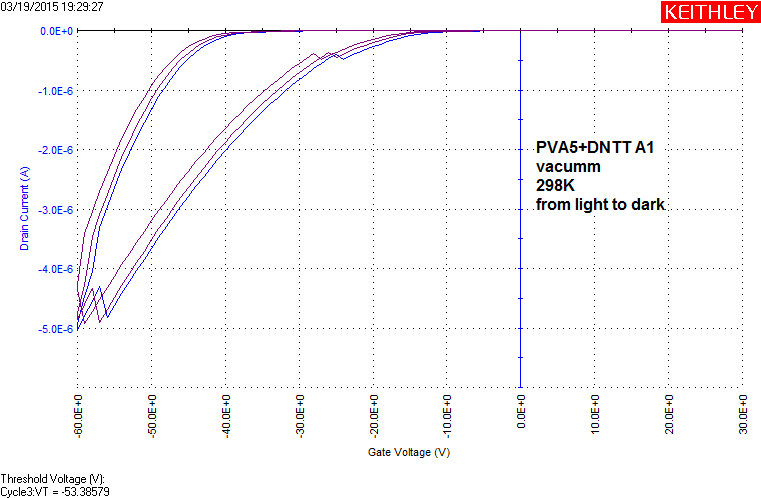 03/19/2015 19:29:27
KEITHLEY
0.0E+0
-1.0E-6
-2.0E-6
-3.0E-6
-4.0E-6
-5.0E-6
Drain Current (A)
PVA5+DNTT A1
vacumm
298K
from light to dark
-60.0E+0
-50.0E+0
-40.0E+0
-30.0E+0
-20.0E+0
-10.0E+0
0.0E+0
10.0E+0
20.0E+0
30.0E+0
Gate Voltage (V)
Threshold Voltage (V):
Cycle3:VT = -53.38579